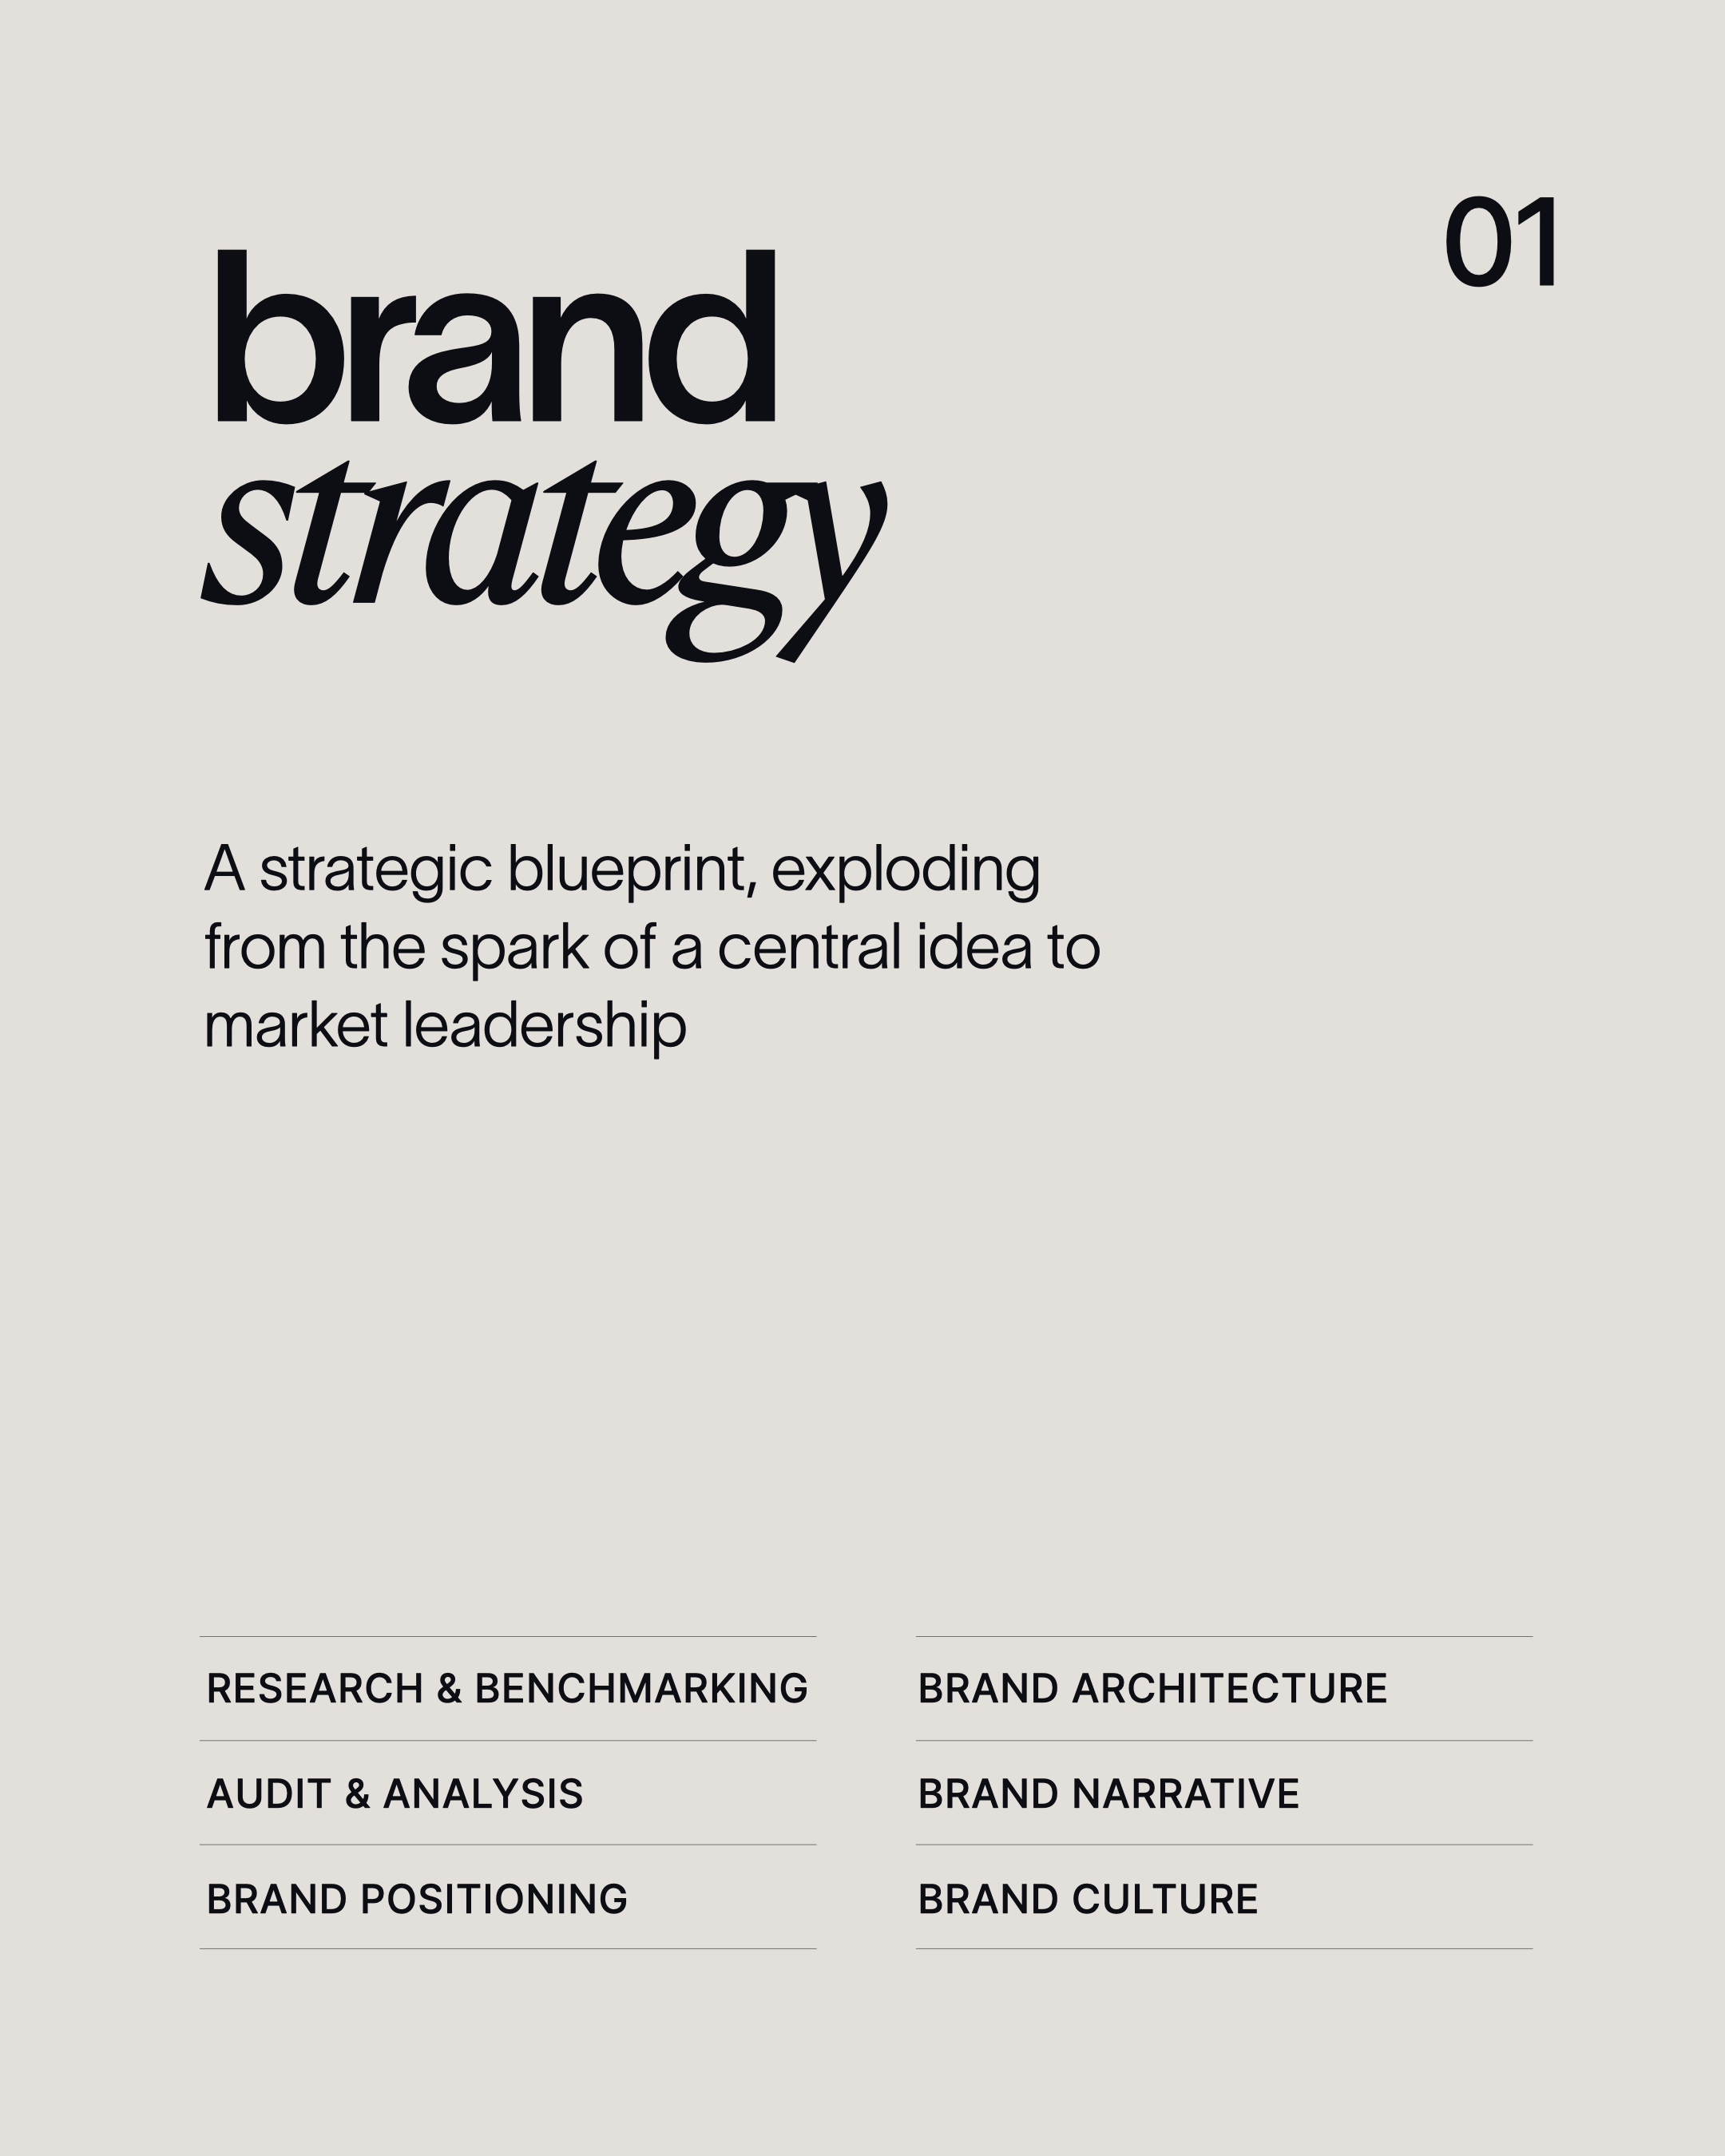 01
brand
strategy
A strategic blueprint, exploding
from the spark of a central idea to
market leadership
RESEARCH & BENCHMARKING
AUDIT & ANALYSIS
BRAND POSITIONING
BRAND ARCHITECTURE
BRAND NARRATIVE
BRAND CULTURE